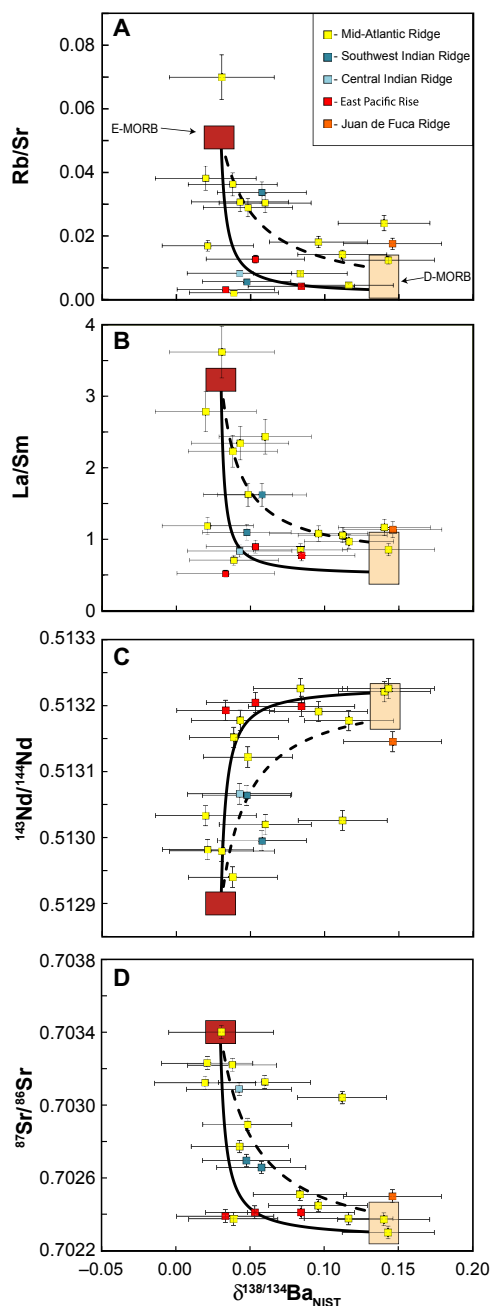 A
Mid-Atlantic Ridge
Southwest Indian Ridge
Central Indian Ridge
East Pacific Rise
Juan de Fuca Ridge
E-MORB
D-MORB
Rb/Sr
0.08
0.06
0.04
0.02
0.00
B
La/Sm
4
3
2
1
0
C
143Nd/144Nd
0.5133
0.5132
0.5131
0.5130
0.5129
D
87Sr/86Sr
0.7038
0.7034
0.7030
0.7026
0.7022
−0.05 0.00 0.05 0.10 0.15 0.20
δ138/134BaNIST